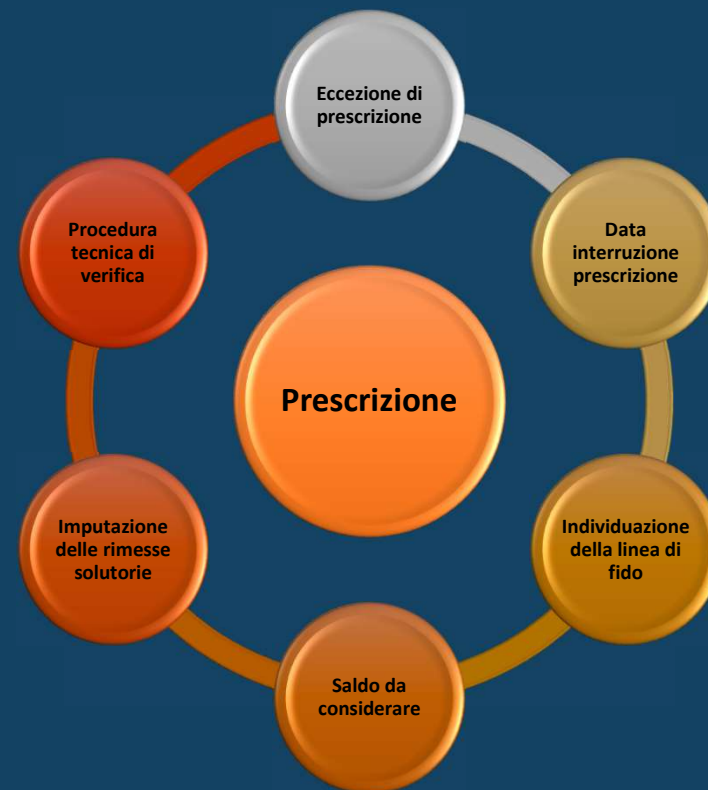 Eccezione di
prescrizione
Data
interruzione
prescrizione
Individuazione
della linea di
fido
Saldo da
considerare
Imputazione
delle rimesse
solutorie
Procedura
tecnica di
verifica
Prescrizione